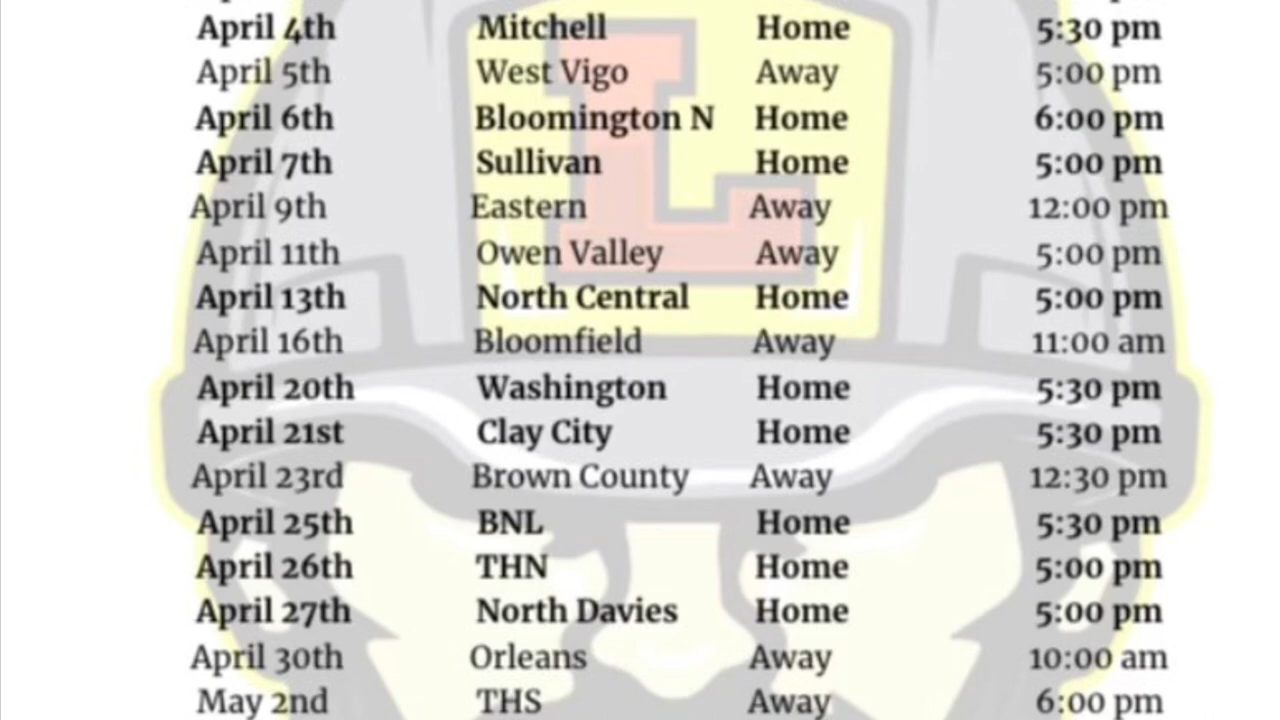 April 4th Mitchell Home 5:30 pm
April 5th West Vigo Away 5:00 pm
April 6th Bloomington N Home 6:00 pm
April 7th Sullivan Home 5:00 pm
April 9th Eastern Away 12:00 pm
April 11th Owen Valley Away 5:00 pm
April 13th North Central Home 5:00 pm
April 16th Bloomfield Away 11:00 am
April 20th Washington Home 5:30 pm
April 21st Clay City Home 5:30 pm
April 23rd Brown County Away 12:30 pm
April 25th BNL Home 5:30 pm
April 26th THN Home 5:00 pm
April 27th North Davies Home 5:00 pm
April 30th Orleans Away 10:00 am
May 2nd THS Away 6:00 pm
L